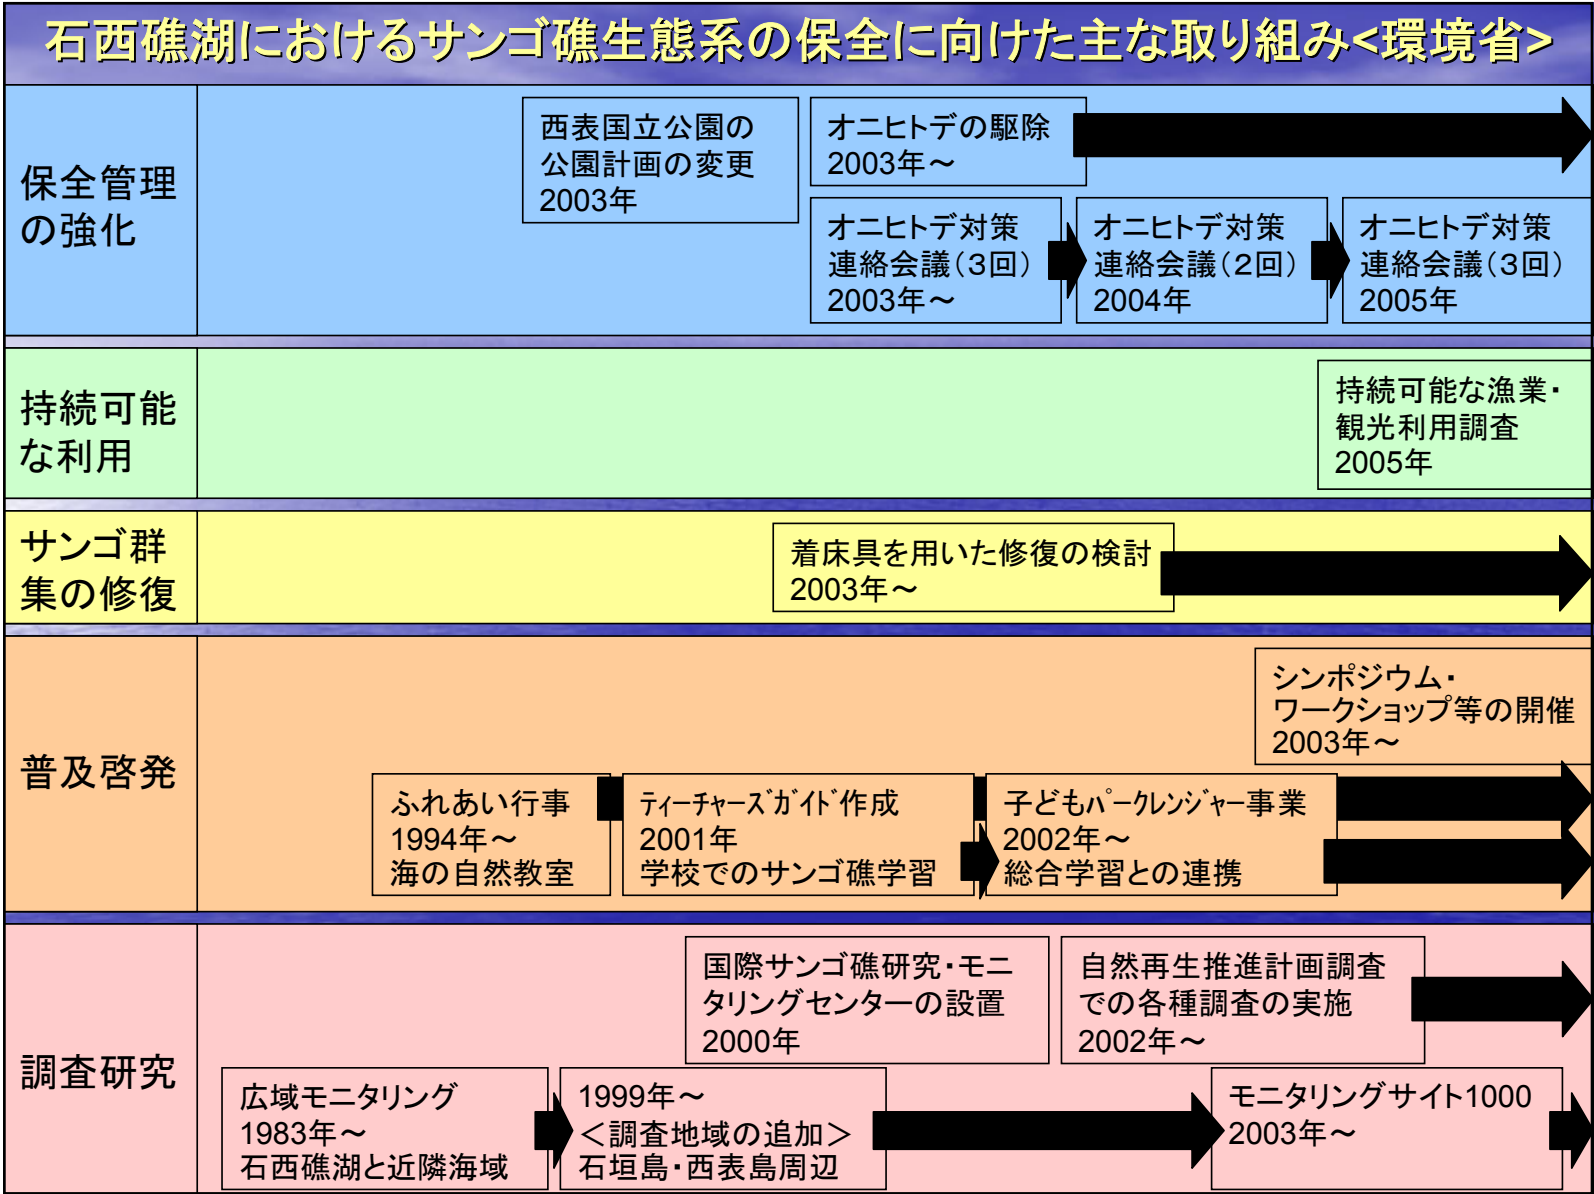 石西礁湖におけるサンゴ礁生態系の保全に向けた主な取り組み<環境省>
保全管理
の強化
西表国立公園の
公園計画の変更
2003年
オニヒトデの駆除
2003年～
オニヒトデ対策
連絡会議(３回)
2003年～
オニヒトデ対策
連絡会議(２回)
2004年
オニヒトデ対策
連絡会議(３回)
2005年
持続可能
な利用
持続可能な漁業・
観光利用調査
2005年
サンゴ群
集の修復
着床具を用いた修復の検討
2003年～
普及啓発
シンポジウム・
ワークショップ等の開催
2003年～
ふれあい行事
1994年～
海の自然教室
ﾃｨｰﾁｬｰｽﾞｶﾞｲﾄﾞ作成
2001年
学校でのサンゴ礁学習
子どもﾊﾟｰｸﾚﾝｼﾞｬｰ事業
2002年～
総合学習との連携
調査研究
国際サンゴ礁研究・モニ
タリングセンターの設置
2000年
自然再生推進計画調査
での各種調査の実施
2002年～
広域モニタリング
1983年～
石西礁湖と近隣海域
1999年～
＜調査地域の追加＞
石垣島・西表島周辺
モニタリングサイト1000
2003年～